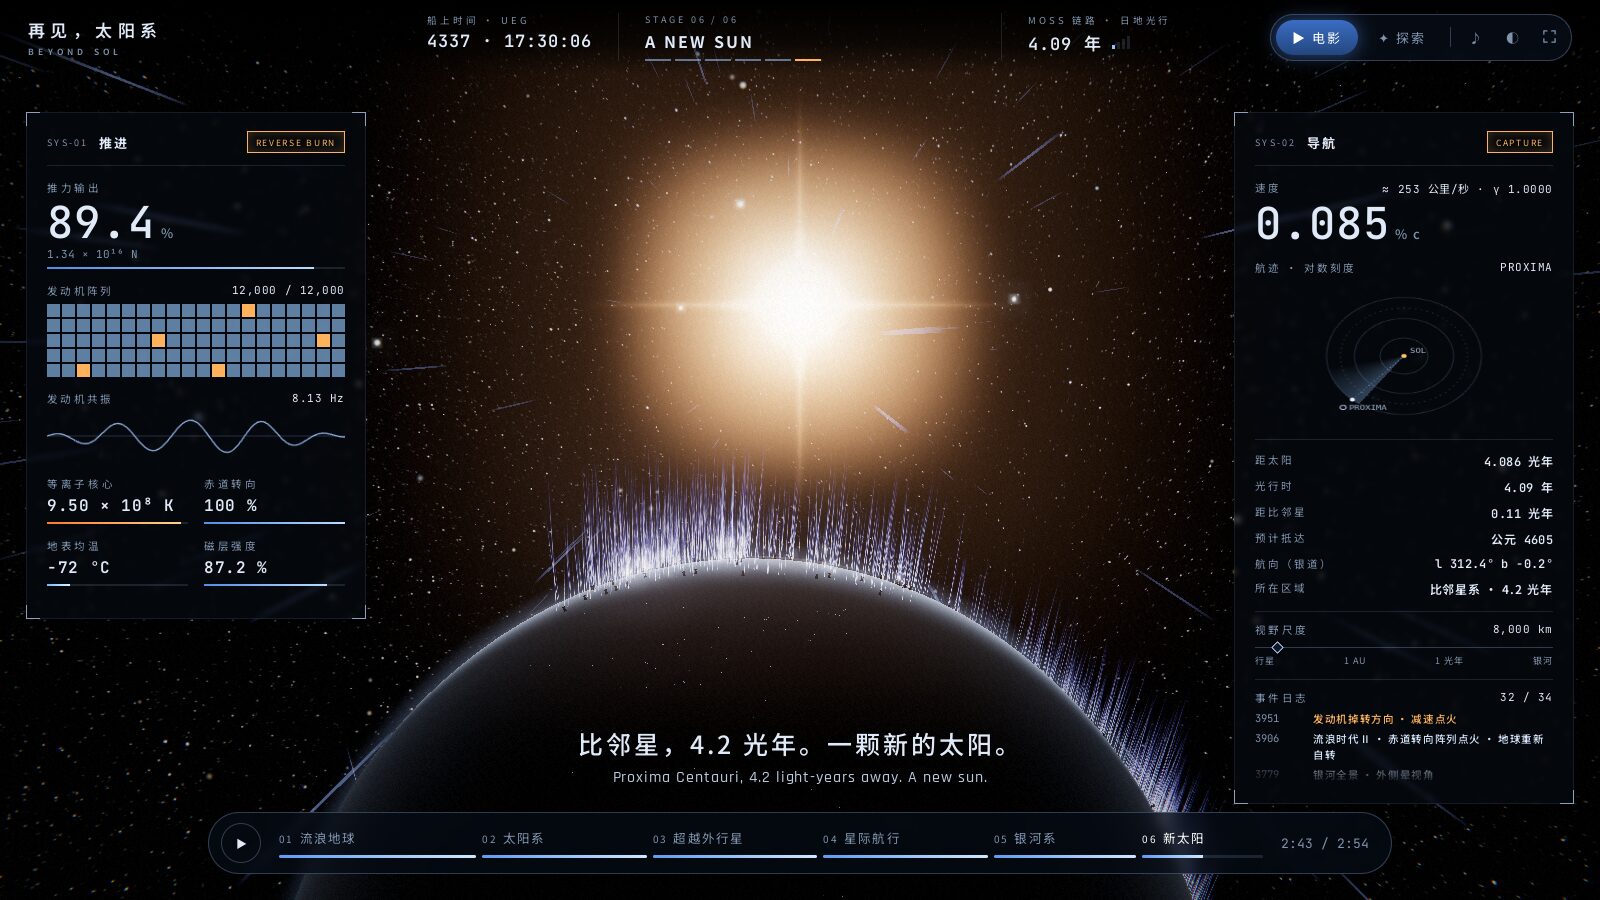 再见，太阳系
BEYOND SOL
船上时间 · UEG
4337 · 17:30:06
STAGE 06 / 06
A NEW SUN
MOSS 链路 · 日地光行
4.09 年
▶ 电影
✦ 探索
SYS-01 推进
REVERSE BURN
推力输出
89.4 %
1.34 × 10¹⁶ N
发动机阵列 12,000 / 12,000
发动机共振 8.13 Hz
等离子核心 赤道转向
9.50 × 10⁸ K 100 %
地表均温 磁层强度
-72 °C 87.2 %
SYS-02 导航
CAPTURE
速度 ≈ 253 公里/秒 · γ 1.0000
0.085 % c
航迹 · 对数刻度 PROXIMA
SOL
PROXIMA
距太阳 4.086 光年
光行时 4.09 年
距比邻星 0.11 光年
预计抵达 公元 4605
航向（银道） l 312.4° b -0.2°
所在区域 比邻星系 · 4.2 光年
视野尺度 8,000 km
行星 1 AU 1 光年 银河
事件日志 32 / 34
3951 发动机掉转方向 · 减速点火
3906 流浪时代 II · 赤道转向阵列点火 · 地球重新
自转
3779 银河全景 · 外侧晕视角
比邻星，4.2 光年。一颗新的太阳。
Proxima Centauri, 4.2 light-years away. A new sun.
01 流浪地球
02 太阳系
03 超越外行星
04 星际航行
05 银河系
06 新太阳
2:43 / 2:54